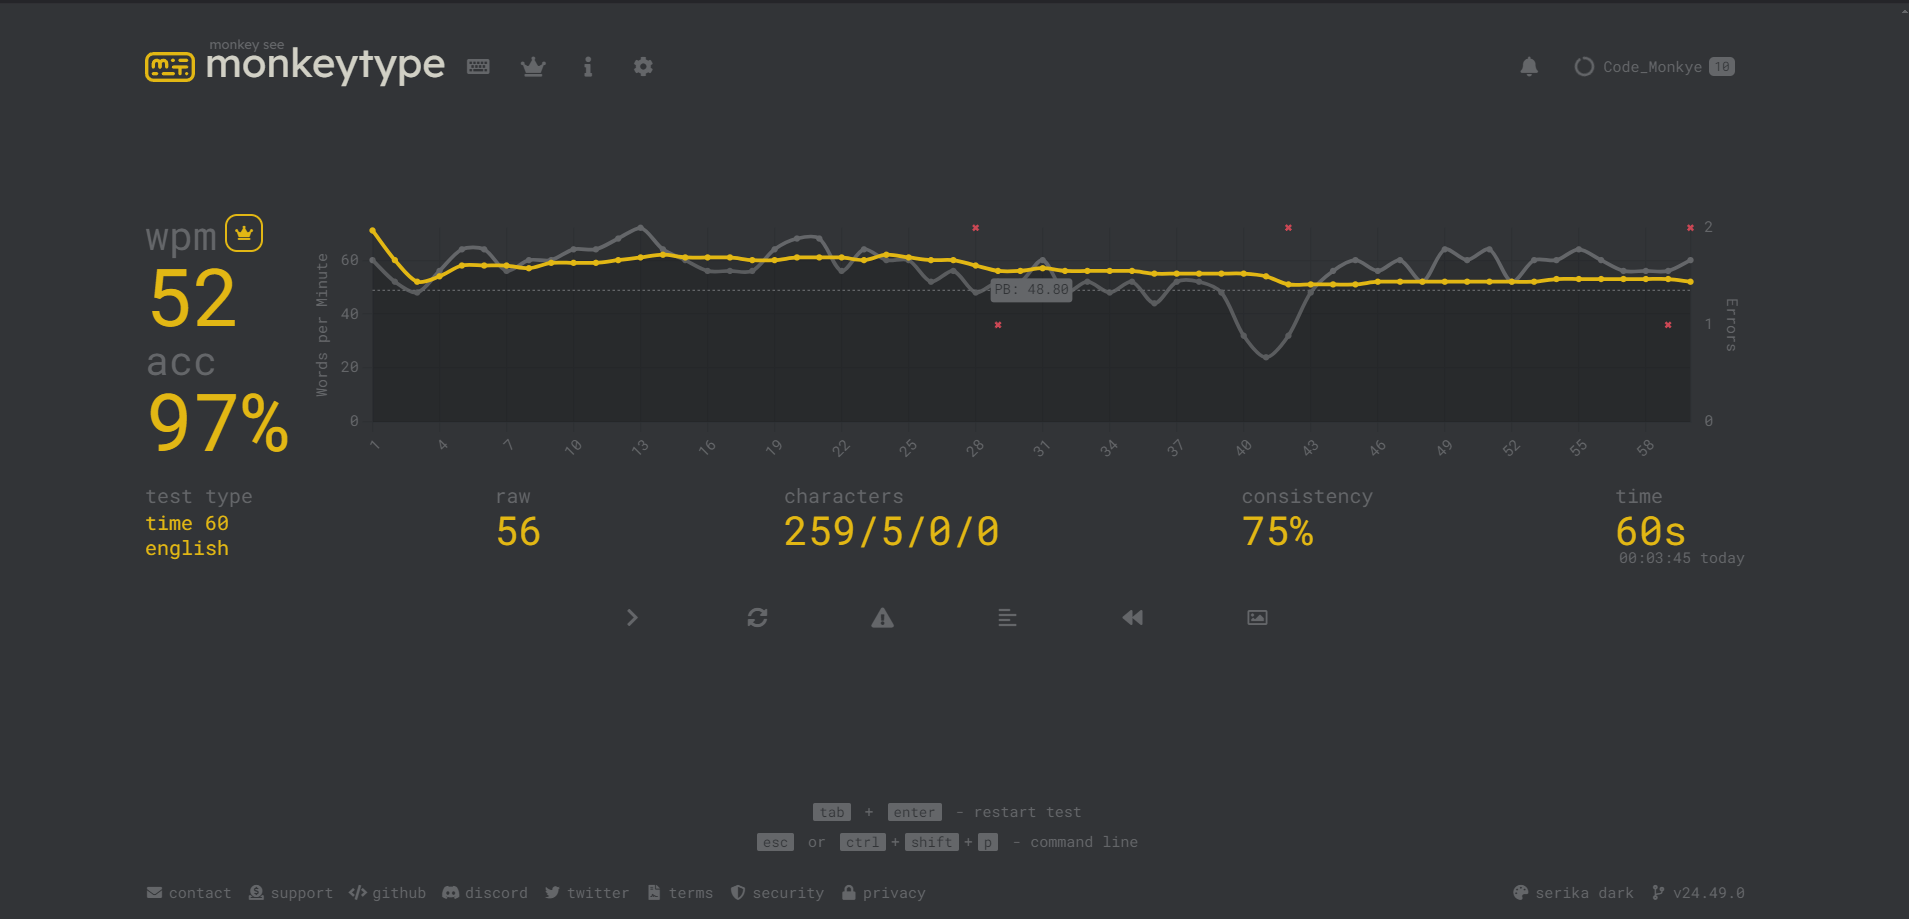 monkey see
monkeytype
Code_Monkye 10
wpm
52
acc
97%
Words per Minute
60
40
20
0
PB: 48.80
2
1
0
Errors
1 4 7 10 13 16 19 22 25 28 31 34 37 40 43 46 49 52 55 58
test type
time 60
english
raw
56
characters
259/5/0/0
consistency
75%
time
60s
00:03:45 today
tab + enter - restart test
esc or ctrl + shift + p - command line
contact support github discord twitter terms security privacy
serika dark v24.49.0